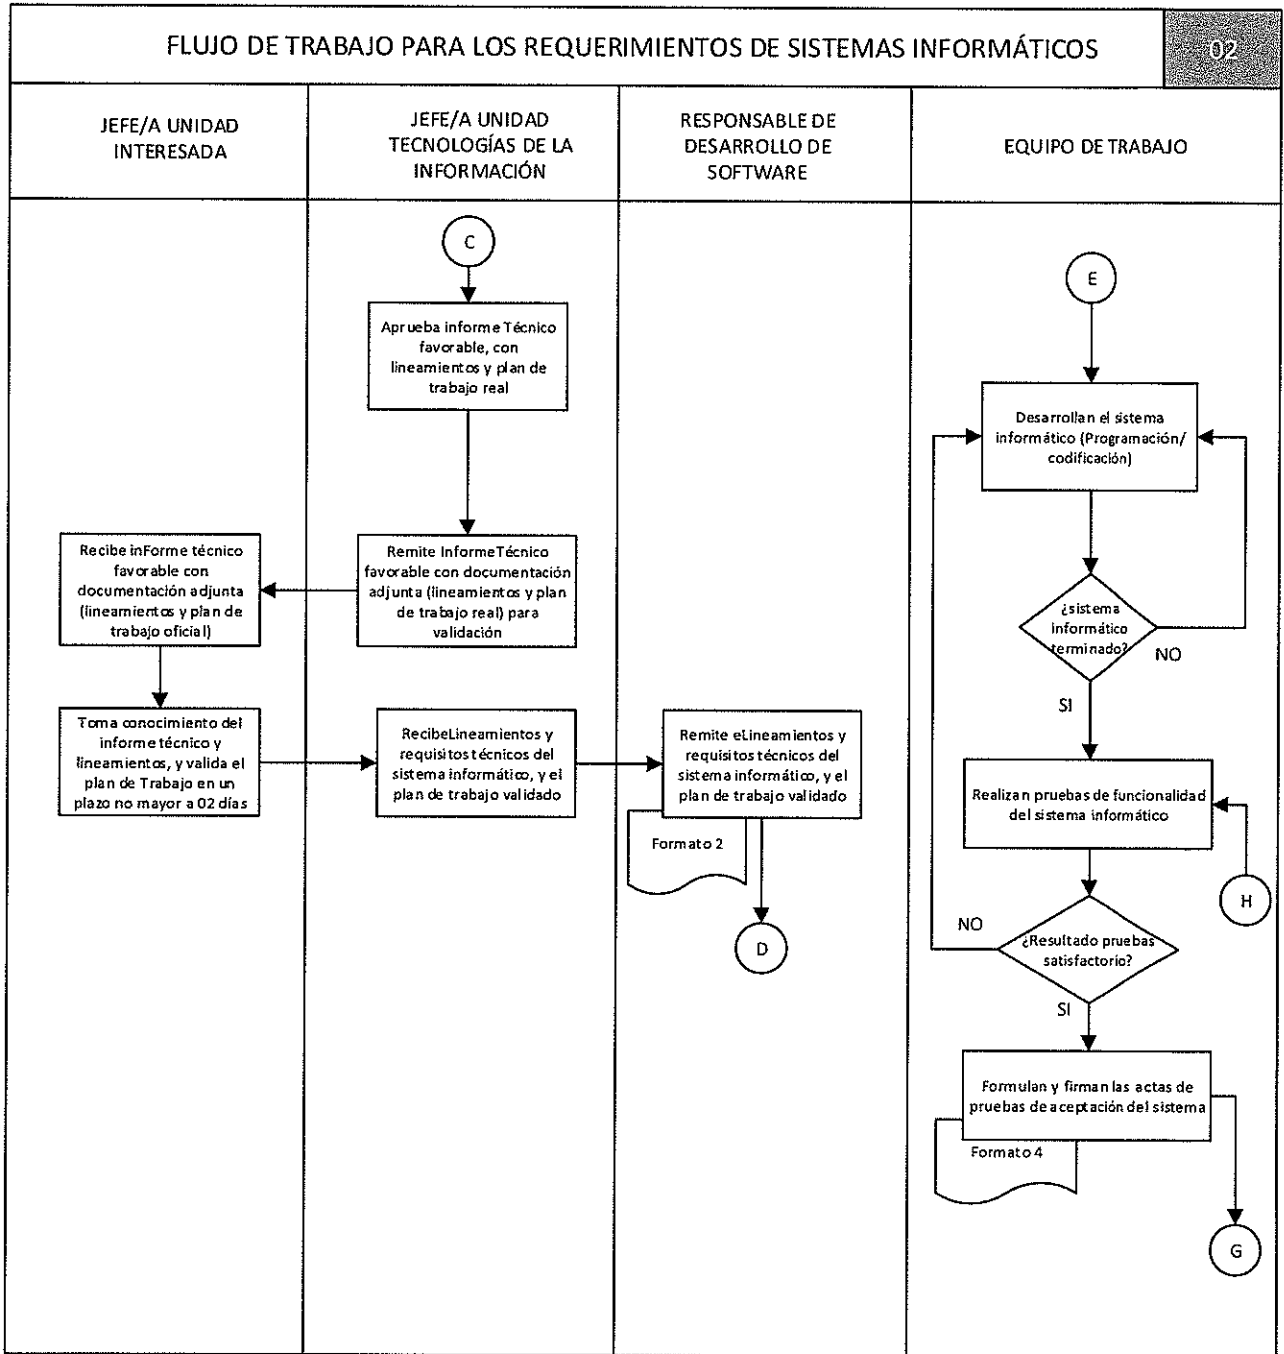 FLUJO DE TRABAJO PARA LOS REQUERIMIENTOS DE SISTEMAS INFORMÁTICOS
02
JEFE/A UNIDAD
INTERESADA
JEFE/A UNIDAD
TECNOLOGÍAS DE LA
INFORMACIÓN
RESPONSABLE DE
DESARROLLO DE
SOFTWARE
EQUIPO DE TRABAJO
C
Aprueba informe Técnico
favorable, con
lineamientos y plan de
trabajo real
Remite InformeTécnico
favorable con documentación
adjunta (lineamientos y plan
de trabajo real) para
validación
Recibe inForme técnico
favorable con
documentación adjunta
(lineamientos y plan de
trabajo oficial)
Toma conocimiento del
informe técnico y
lineamientos, y valida el
plan de Trabajo en un
plazo no mayor a 02 días
RecibeLineamientos y
requisitos técnicos del
sistema informático, y el
plan de trabajo validado
Remite eLineamientos y
requisitos técnicos del
sistema informático, y el
plan de trabajo validado
Formato 2
D
E
Desarrollan el sistema
informático (Programación/
codificación)
¿sistema
informático
terminado?
NO
SI
Realizan pruebas de funcionalidad
del sistema informático
H
¿Resultado pruebas
satisfactorio?
NO
SI
Formulan y firman las actas de
pruebas de aceptación del sistema
Formato 4
G